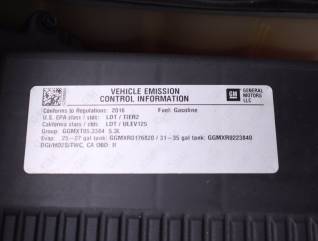 VEHICLE EMISSION
CONTROL INFORMATION
GM
GENERAL
MOTORS
LLC
Conforms to Regulations: 2016 Fuel: Gasoline
U.S. EPA class / stds: LDT / TIER2
California class / stds: LDT / ULEV125
Group: GGMXT05.3384 5.3L
Evap: 25-27 gal tank: GGMXR0176820 / 31-35 gal tank: GGMXR0223840
DGI/HO2S/TWC, CA OBD II